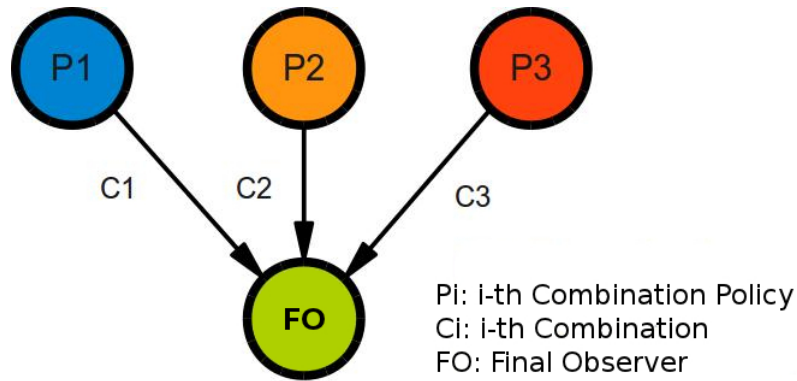 P1 P2 P3
C1 C2 C3
FO
Pi: i-th Combination Policy
Ci: i-th Combination
FO: Final Observer